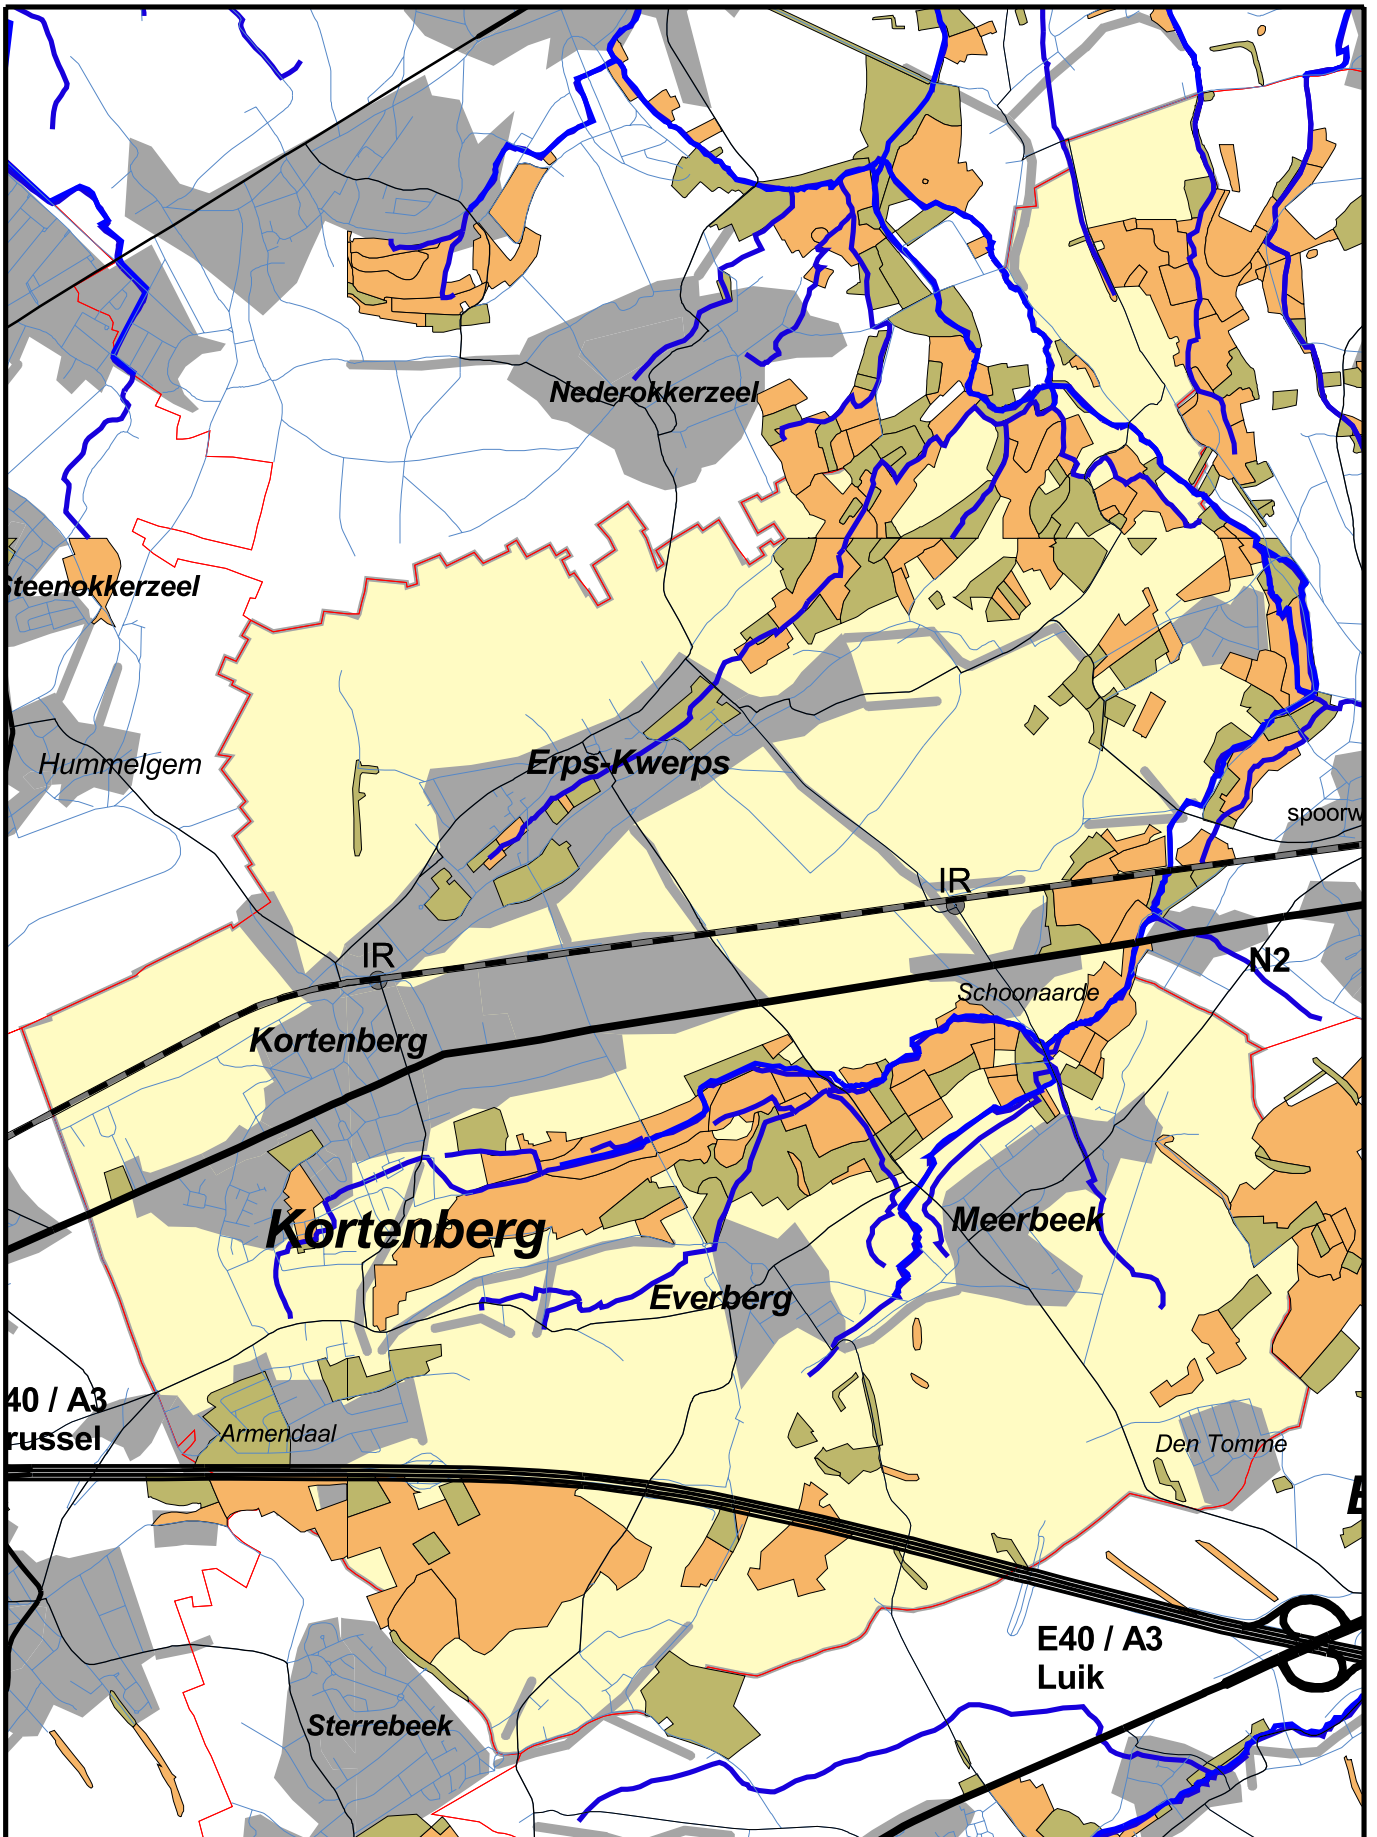 Nederokkerzeel
Steenokkerzeel
Hummelgem
Erps-Kwerps
spoorw
IR
IR
N2
Schoonaarde
Kortenberg
Kortenberg
Meerbeek
Everberg
40 / A3
russel
Armendaal
Den Tomme
E40 / A3
Luik
Sterrebeek